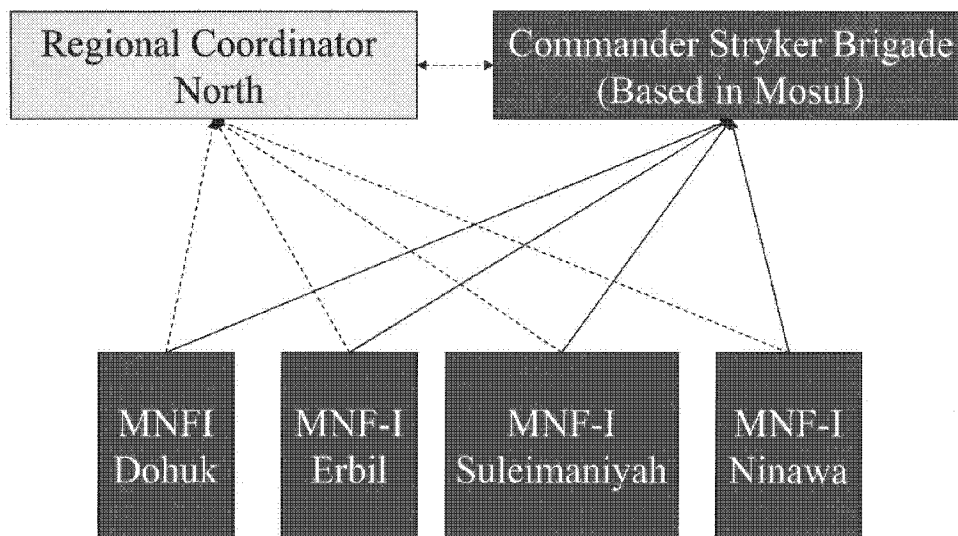 Regional Coordinator
North
Commander Stryker Brigade
(Based in Mosul)
MNFI
Dohuk
MNF-I
Erbil
MNF-I
Suleimaniyah
MNF-I
Ninawa